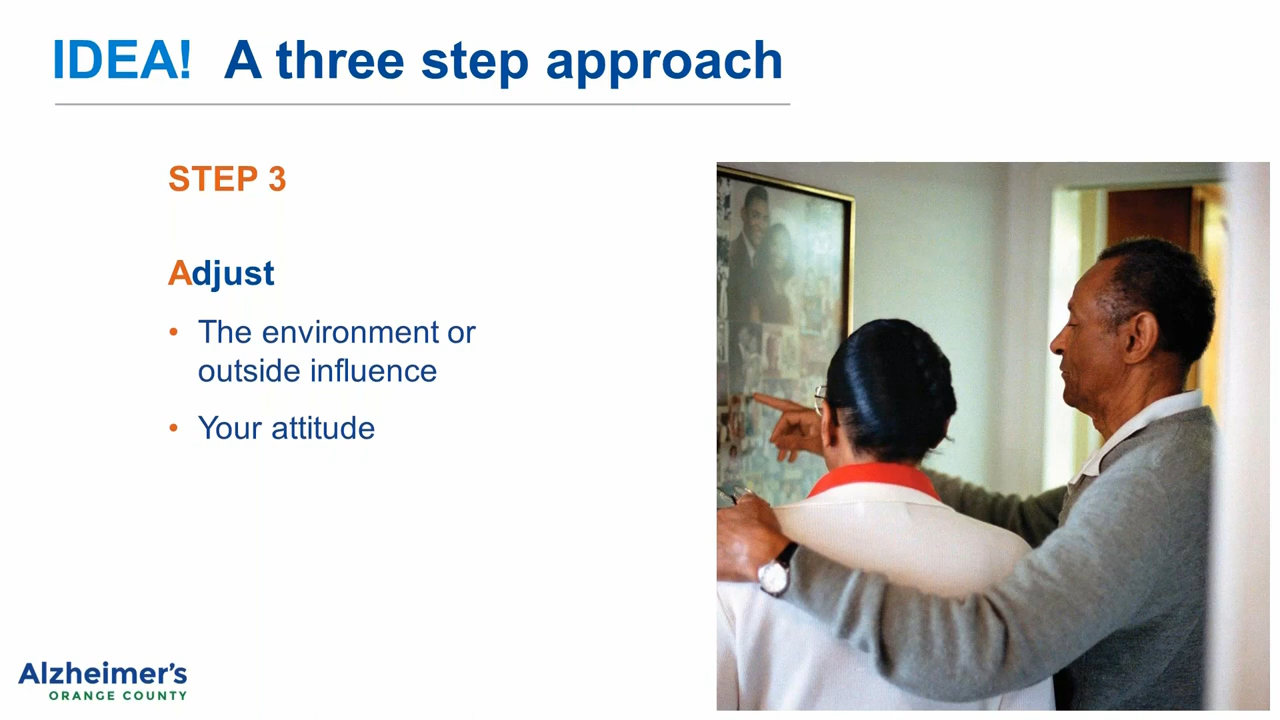 IDEA! A three step approach
STEP 3
Adjust
• The environment or
outside influence
• Your attitude
Alzheimer's
ORANGE COUNTY